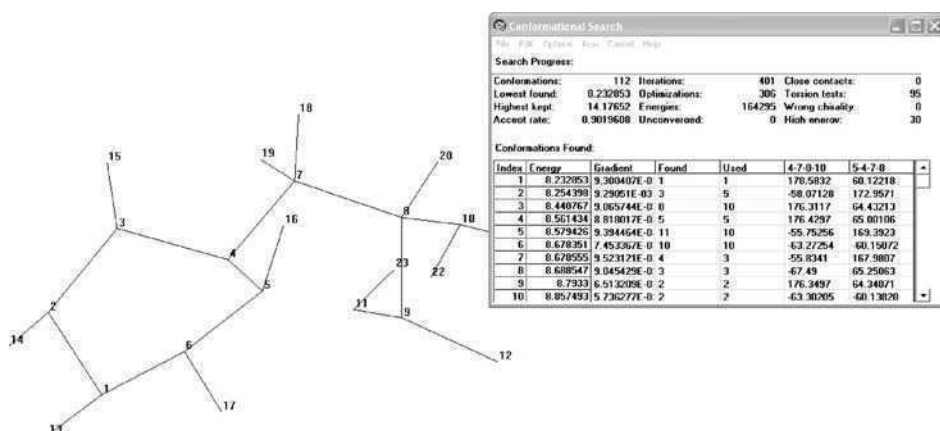 Conformational Search
File Edit Options Run Cancel Help
Search Progress:
Conformations: 112 Iterations: 401 Close contacts: 0
Lowest found: 8.232853 Optimizations: 306 Torsion tests: 95
Highest kept: 14.17652 Energies: 164295 Wrong chirality: 0
Accept rate: 0.9019608 Unconverged: 0 High energy: 30
Conformations Found:
Index Energy Gradient Found Used 4-7-8-10 5-4-7-8
1 8.232853 9.300407E-0 1 1 178.5832 60.12218
2 8.254398 9.29051E-03 3 5 -58.07128 172.9571
3 8.440767 9.065744E-0 8 10 176.3117 64.43213
4 8.561434 8.818017E-0 5 5 176.4297
5 8.579426 9.394464E-0 11 10 -55.75256 169.3923
6 8.678351 7.453367E-0 10 10 -63.27254 -60.15072
7 8.678555 9.523121E-0 4 3 -55.8341 167.9807
8 8.688547 9.045429E-0 3 3 -67.49 65.25063
9 8.7933 6.513209E-0 2 2 176.3497 64.34071
10 8.857493 5.736277E-0 2 2 -63.30205 -60.13820
18
19
7
15
20
16
3
8
10
4
23
22
5
11
2
9
14
6
12
1
17
13